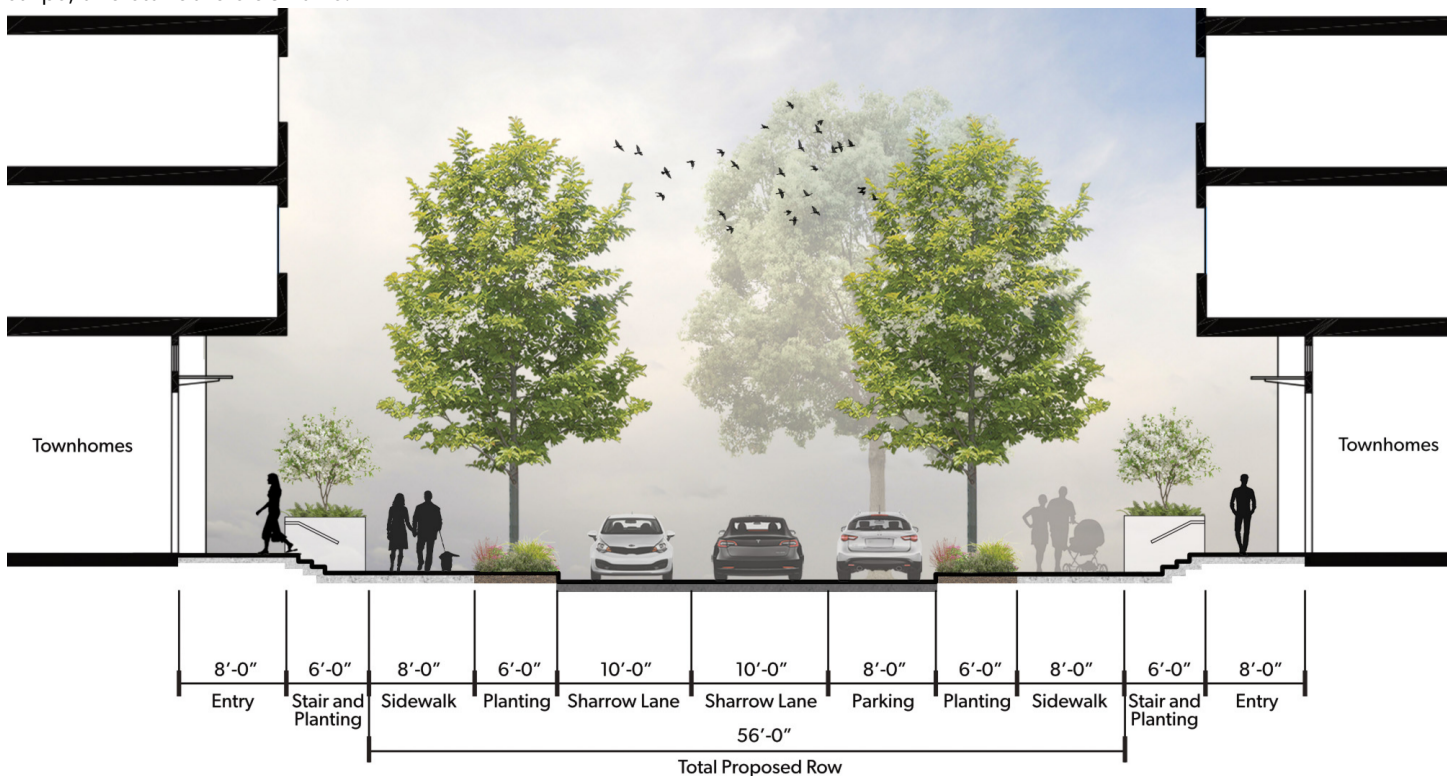 Townhomes
Townhomes
8’-0” 6’-0” 8’-0” 6’-0” 10’-0” 10’-0” 8’-0” 6’-0” 8’-0” 6’-0” 8’-0”
Entry Stair and Sidewalk Planting Sharrow Lane Sharrow Lane Parking Planting Sidewalk Stair and Entry
Planting Planting
56’-0”
Total Proposed Row